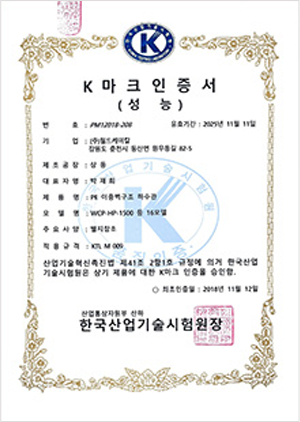 K
K 마 크 인 증 서
( 성 능 )
번 호 : PM12018-208 유효기간 : 2025년 11월 11일
기 업 : (주)월드케미칼
강원도 춘천시 동산면 원무릉길 82-5
제 조 공 장 : 상 동
대 표 자 명 : 박 재 희
제 품 명 : PE 이중벽구조 하수관
모 델 명 : WCP-HP-1500 등 16모델
주 요 사 양 : 별지참조
적 용 규 격 : KTL M 009
산업기술혁신촉진법 제41조 2항1호 규정에 의거 한국산업
기술시험원은 상기 제품에 대한 K마크 인증을 승인함.
○ 최초인증일 : 2018년 11월 12일
산업통상자원부 산하
한국산업기술시험원장